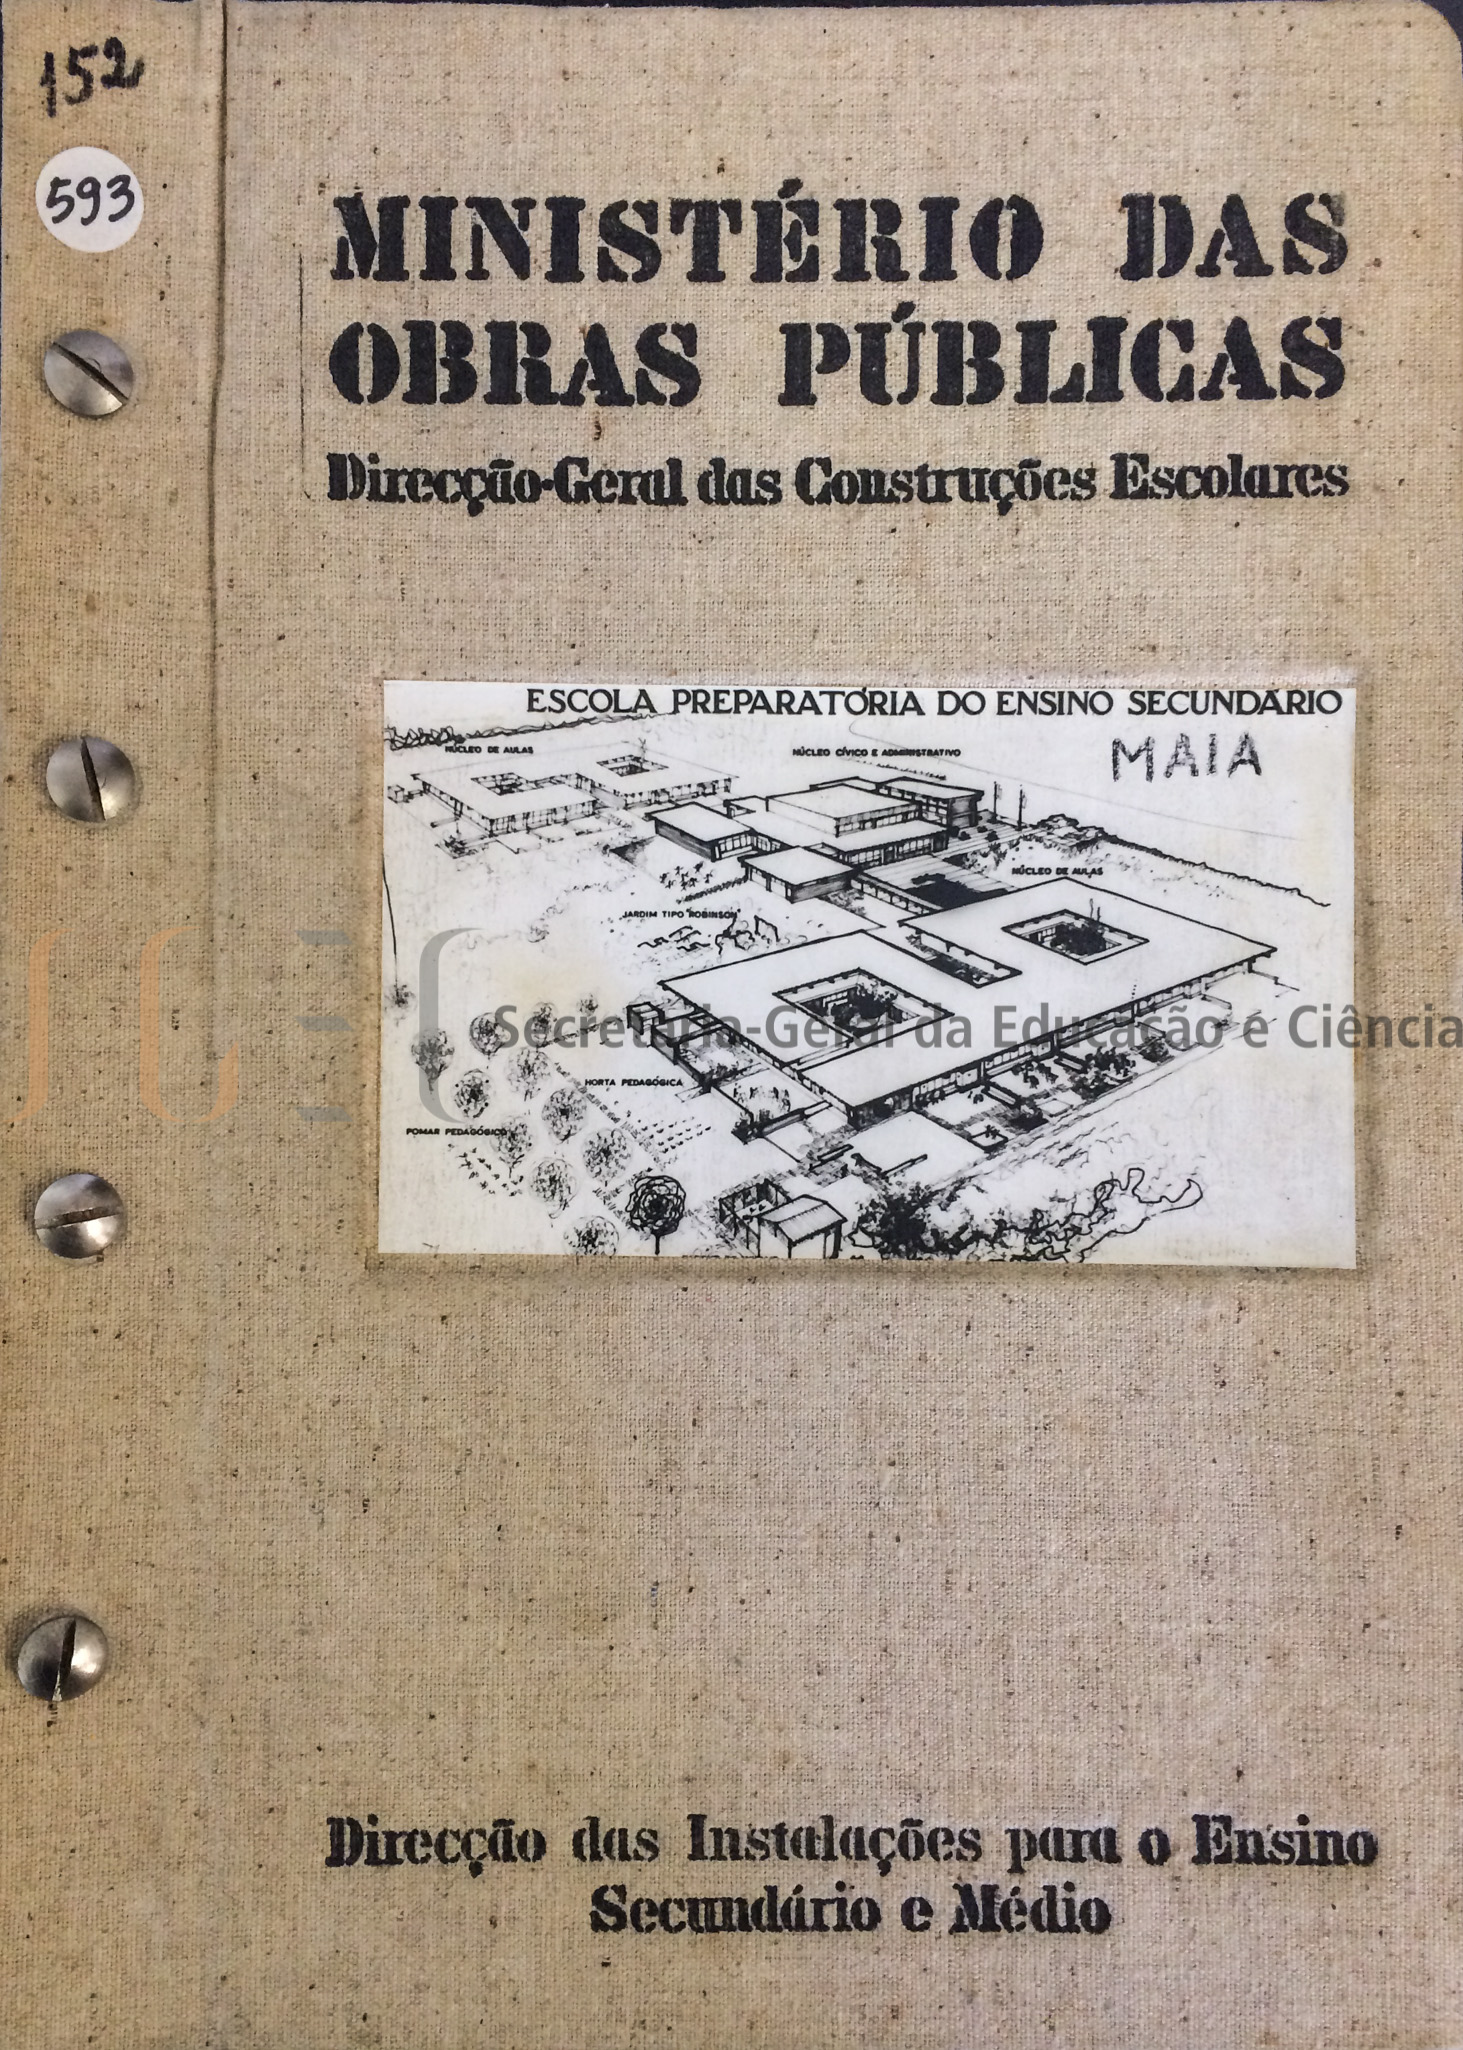 152
593
MINISTÉRIO DAS
OBRAS PÚBLICAS
Direcção-Geral das Construções Escolares
ESCOLA PREPARATÓRIA DO ENSINO SECUNDÁRIO
MAIA
NÚCLEO DE AULAS
NÚCLEO CÍVICO E ADMINISTRATIVO
NÚCLEO DE AULAS
JARDIM TIPO "ROBINSON"
SGEC
Secretaria-Geral da Educação e Ciência
HORTA PEDAGÓGICA
POMAR PEDAGÓGICO
Direcção das Instalações para o Ensino
Secundário e Médio